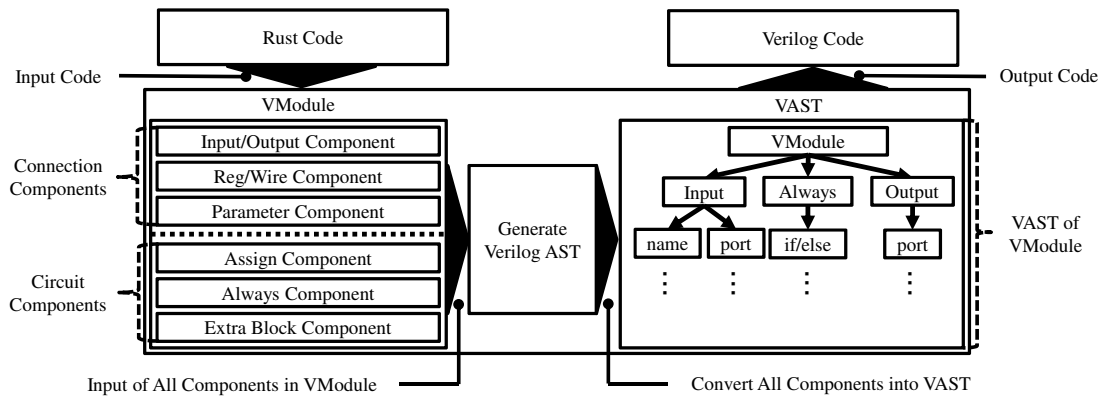 Rust Code
Verilog Code
Input Code
Output Code
VModule
VAST
Input/Output Component
Reg/Wire Component
Parameter Component
Connection
Components
Assign Component
Always Component
Extra Block Component
Circuit
Components
Generate
Verilog AST
VModule
Input
Always
Output
name
port
if/else
port
VAST of
VModule
Input of All Components in VModule
Convert All Components into VAST